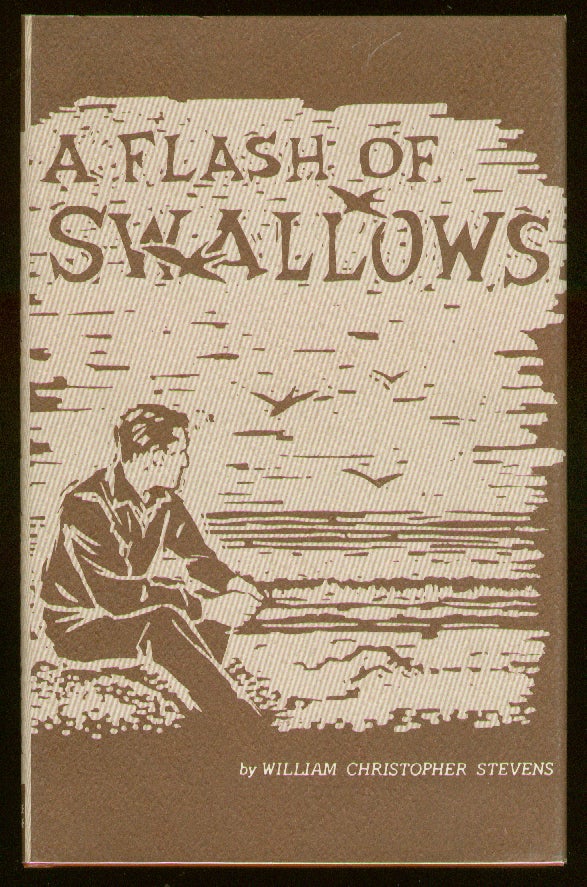 A FLASH OF
SWALLOWS
by WILLIAM CHRISTOPHER STEVENS